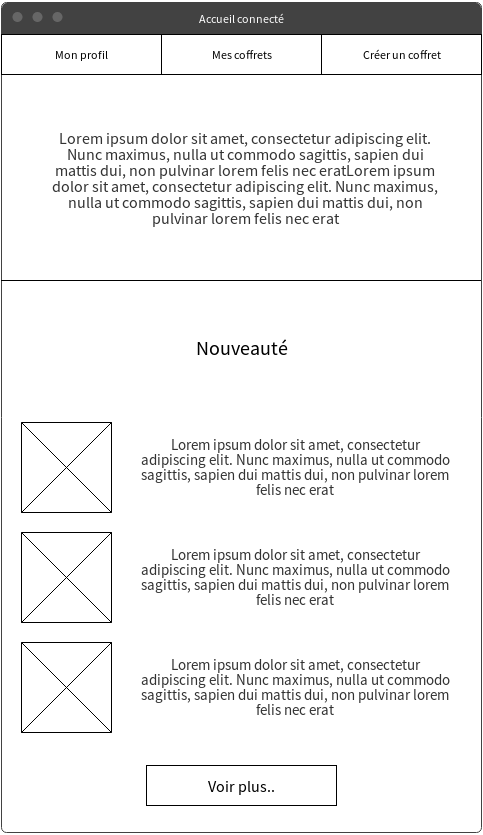 Accueil connecté
Mon profil
Mes coffrets
Créer un coffret
Lorem ipsum dolor sit amet, consectetur adipiscing elit.
Nunc maximus, nulla ut commodo sagittis, sapien dui
mattis dui, non pulvinar lorem felis nec eratLorem ipsum
dolor sit amet, consectetur adipiscing elit. Nunc maximus,
nulla ut commodo sagittis, sapien dui mattis dui, non
pulvinar lorem felis nec erat
Nouveauté
Lorem ipsum dolor sit amet, consectetur
adipiscing elit. Nunc maximus, nulla ut commodo
sagittis, sapien dui mattis dui, non pulvinar lorem
felis nec erat
Lorem ipsum dolor sit amet, consectetur
adipiscing elit. Nunc maximus, nulla ut commodo
sagittis, sapien dui mattis dui, non pulvinar lorem
felis nec erat
Lorem ipsum dolor sit amet, consectetur
adipiscing elit. Nunc maximus, nulla ut commodo
sagittis, sapien dui mattis dui, non pulvinar lorem
felis nec erat
Voir plus..